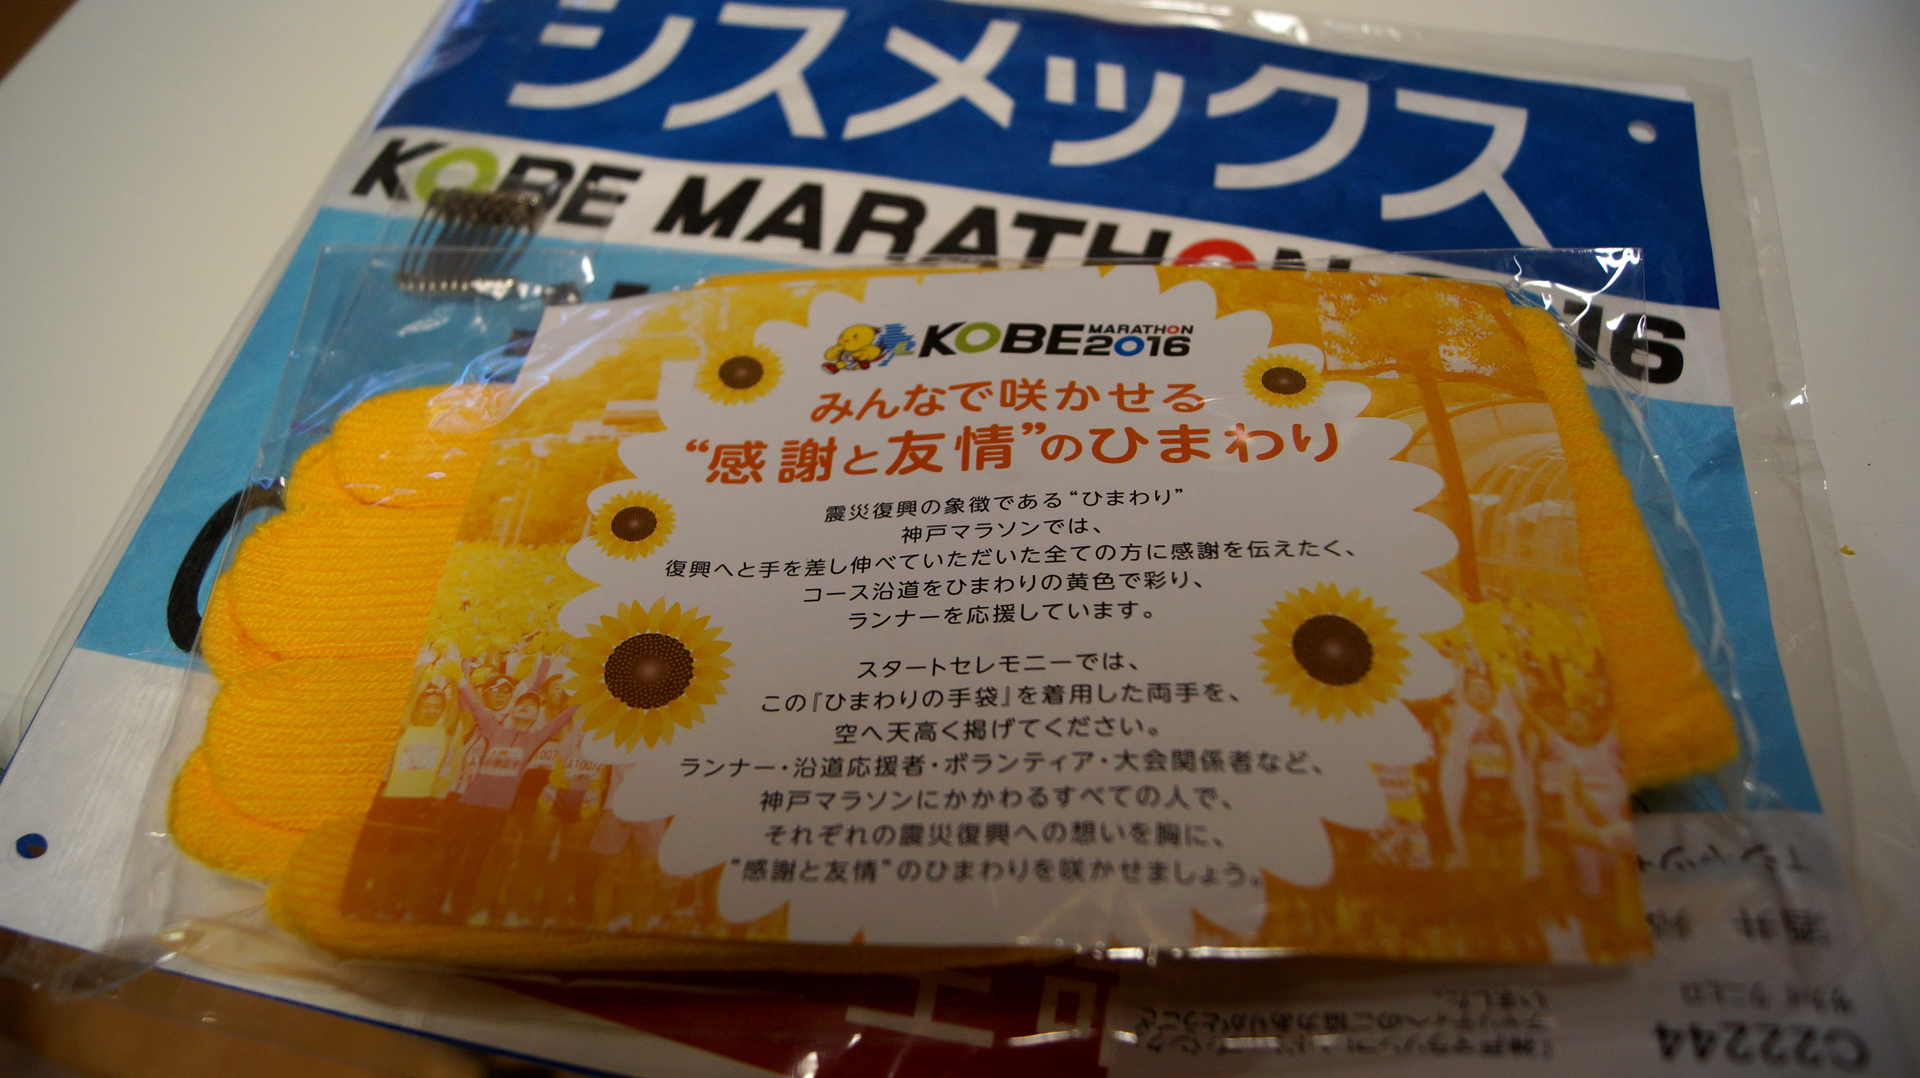 シスメックス
KOBE MARATHON
16
KOBE MARATHON 2016
みんなで咲かせる
“感謝と友情”のひまわり
震災復興の象徴である“ひまわり”
神戸マラソンでは、
復興へと手を差し伸べていただいた全ての方に感謝を伝えたく、
コース沿道をひまわりの黄色で彩り、
ランナーを応援しています。
スタートセレモニーでは、
この『ひまわりの手袋』を着用した両手を、
空へ天高く掲げてください。
ランナー・沿道応援者・ボランティア・大会関係者など、
神戸マラソンにかかわるすべての人で、
それぞれの震災復興への想いを胸に、
“感謝と友情”のひまわりを咲かせましょう。
C22244